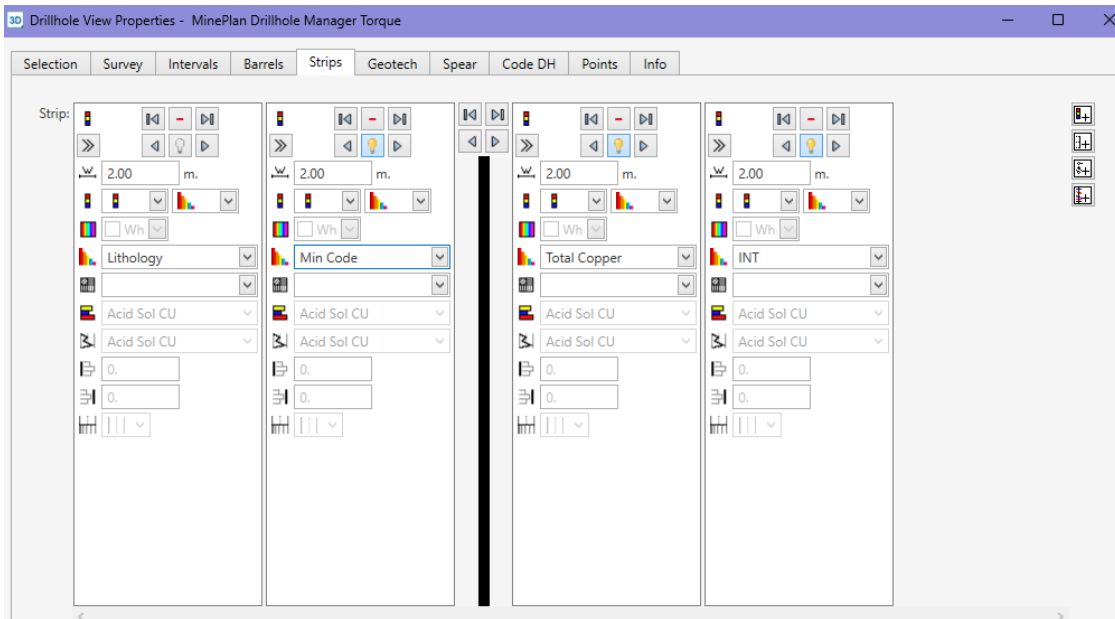 3D Drillhole View Properties - MinePlan Drillhole Manager Torque
Selection Survey Intervals Barrels Strips Geotech Spear Code DH Points Info
Strip:
W 2.00 m. W 2.00 m. W 2.00 m. W 2.00 m.
Wh Wh Wh Wh
Lithology Min Code Total Copper INT
Acid Sol CU Acid Sol CU Acid Sol CU Acid Sol CU
Acid Sol CU Acid Sol CU Acid Sol CU Acid Sol CU
0. 0. 0. 0.
0. 0. 0. 0.